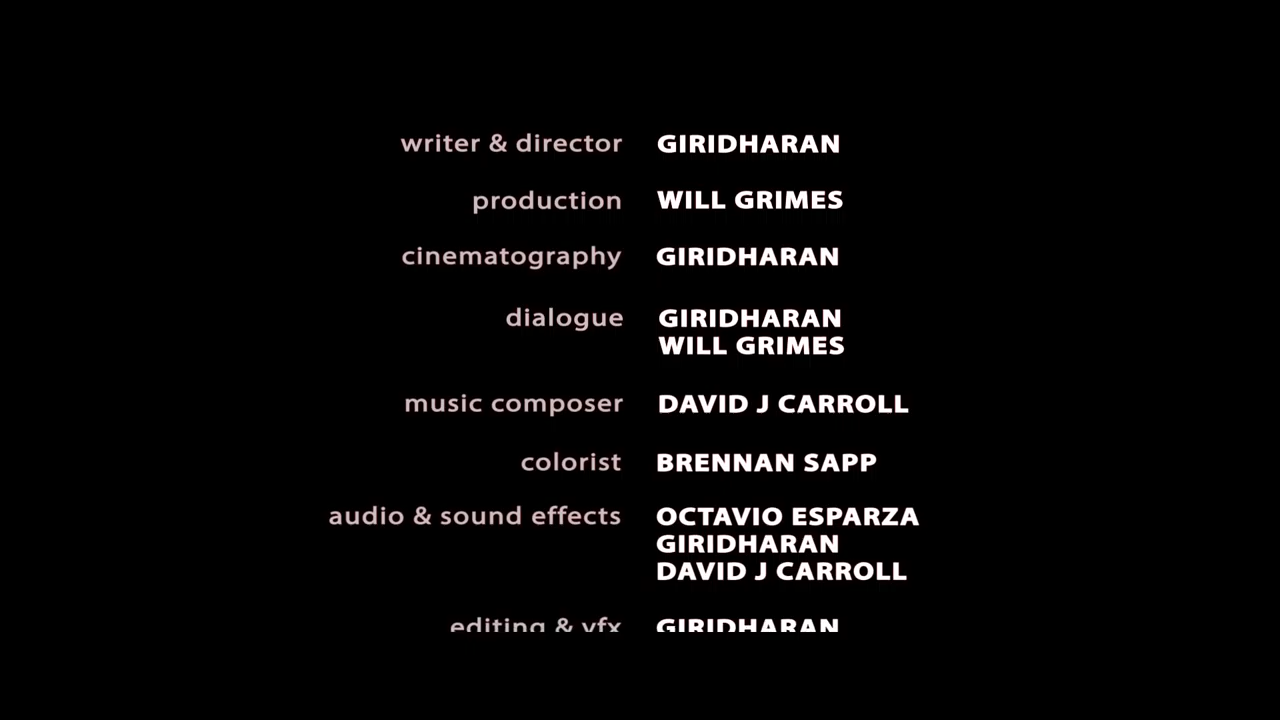 writer & director GIRIDHARAN
production WILL GRIMES
cinematography GIRIDHARAN
dialogue GIRIDHARAN
WILL GRIMES
music composer DAVID J CARROLL
colorist BRENNAN SAPP
audio & sound effects OCTAVIO ESPARZA
GIRIDHARAN
DAVID J CARROLL
editing & vfx GIRIDHARAN